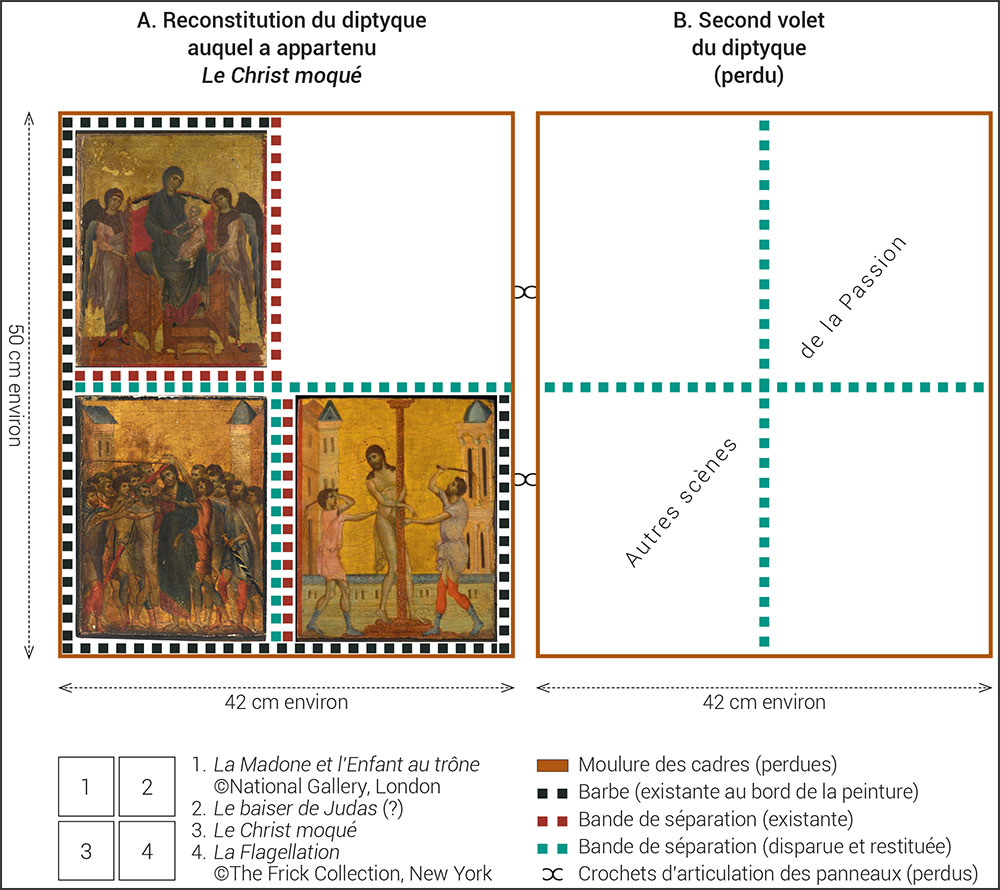 A. Reconstitution du diptyque
auquel a appartenu
Le Christ moqué
B. Second volet
du diptyque
(perdu)
50 cm environ
de la Passion
Autres scènes
42 cm environ
42 cm environ
1
2
3
4
1. La Madone et l'Enfant au trône
©National Gallery, London
2. Le baiser de Judas (?)
3. Le Christ moqué
4. La Flagellation
©The Frick Collection, New York
Moulure des cadres (perdues)
Barbe (existante au bord de la peinture)
Bande de séparation (existante)
Bande de séparation (disparue et restituée)
Crochets d'articulation des panneaux (perdus)